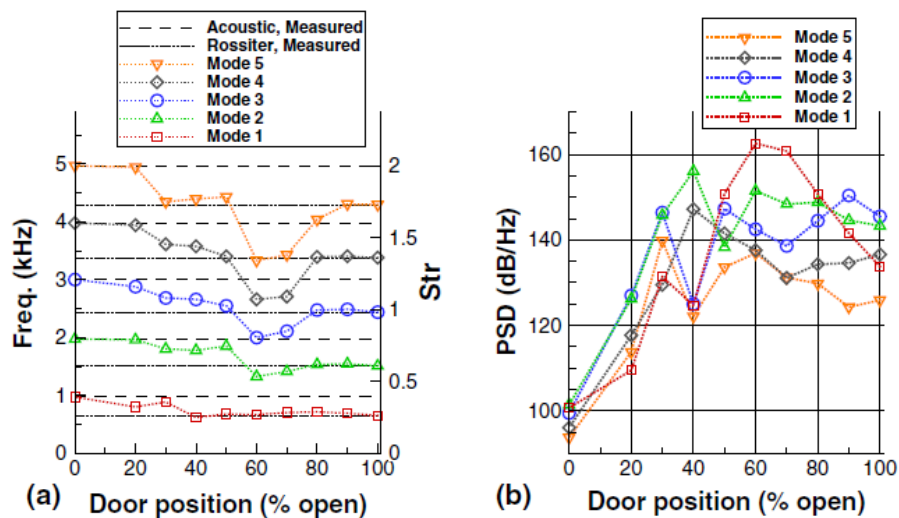 Acoustic, Measured
Rossiter, Measured
Mode 5
Mode 4
Mode 3
Mode 2
Mode 1
5
4
3
2
1
0
Freq. (kHz)
2
1.5
1
0.5
0
Str
0 20 40 60 80 100
(a) Door position (% open)
Mode 5
Mode 4
Mode 3
Mode 2
Mode 1
160
140
120
100
PSD (dB/Hz)
0 20 40 60 80 100
(b) Door position (% open)